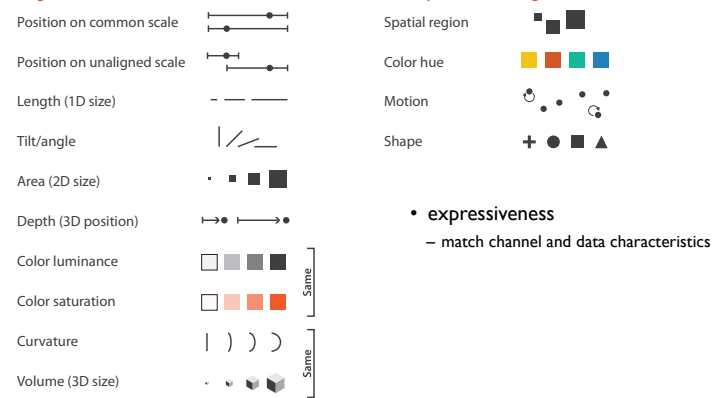 Position on common scale
Position on unaligned scale
Length (1D size)
Tilt/angle
Area (2D size)
Depth (3D position)
Color luminance
Color saturation
Same
Curvature
Volume (3D size)
Same
Spatial region
Color hue
Motion
Shape
• expressiveness
– match channel and data characteristics